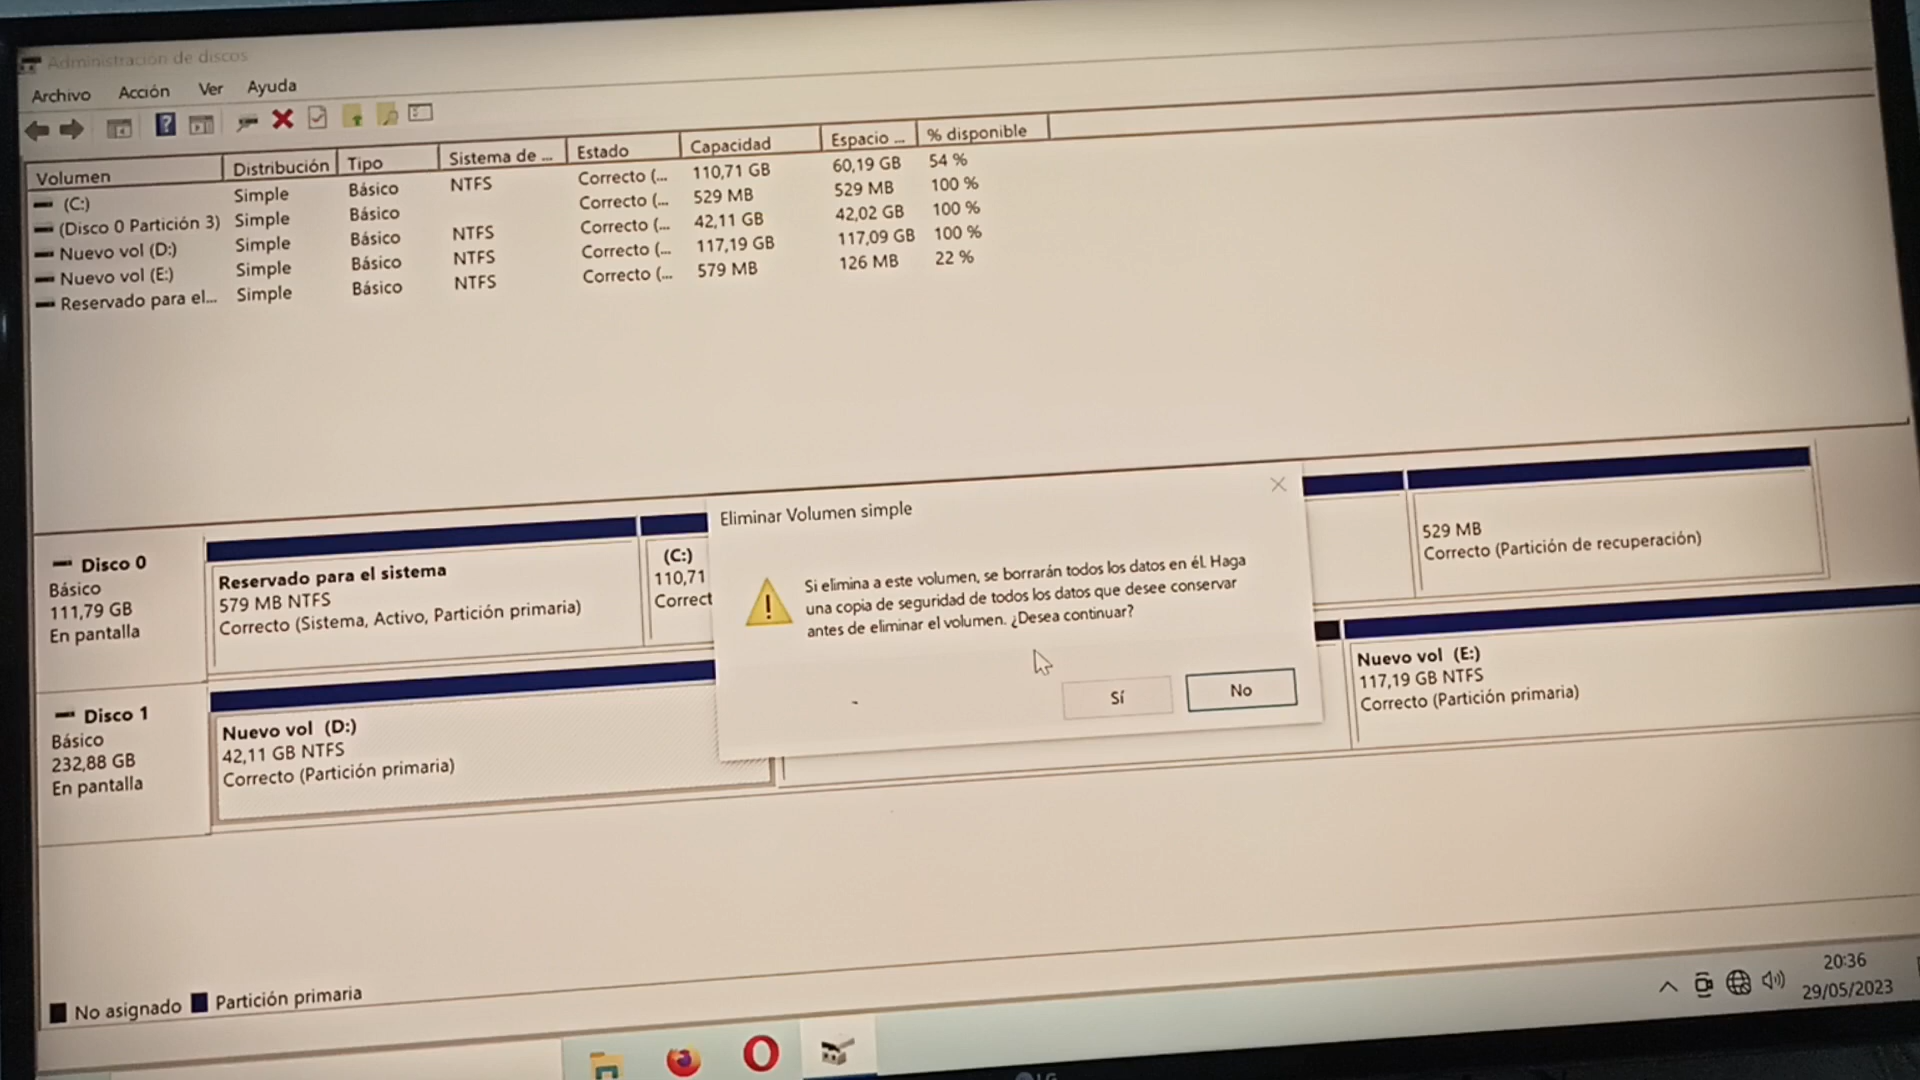 Administración de discos
Archivo Acción Ver Ayuda
Volumen Distribución Tipo Sistema de ... Estado Capacidad Espacio ... % disponible
(C:) Simple Básico NTFS Correcto (... 110,71 GB 60,19 GB 54 %
(Disco 0 Partición 3) Simple Básico Correcto (... 529 MB 529 MB 100 %
Nuevo vol (D:) Simple Básico NTFS Correcto (... 42,11 GB 42,02 GB 100 %
Nuevo vol (E:) Simple Básico NTFS Correcto (... 117,19 GB 117,09 GB 100 %
Reservado para el... Simple Básico NTFS Correcto (... 579 MB 126 MB 22 %
Disco 0
Básico
111,79 GB
En pantalla
Reservado para el sistema
579 MB NTFS
Correcto (Sistema, Activo, Partición primaria)
(C:)
110,71
Correct
529 MB
Correcto (Partición de recuperación)
Eliminar Volumen simple
Si elimina a este volumen, se borrarán todos los datos en él. Haga
una copia de seguridad de todos los datos que desee conservar
antes de eliminar el volumen. ¿Desea continuar?
Sí No
Disco 1
Básico
232,88 GB
En pantalla
Nuevo vol (D:)
42,11 GB NTFS
Correcto (Partición primaria)
Nuevo vol (E:)
117,19 GB NTFS
Correcto (Partición primaria)
No asignado Partición primaria
20:36
29/05/2023
LG